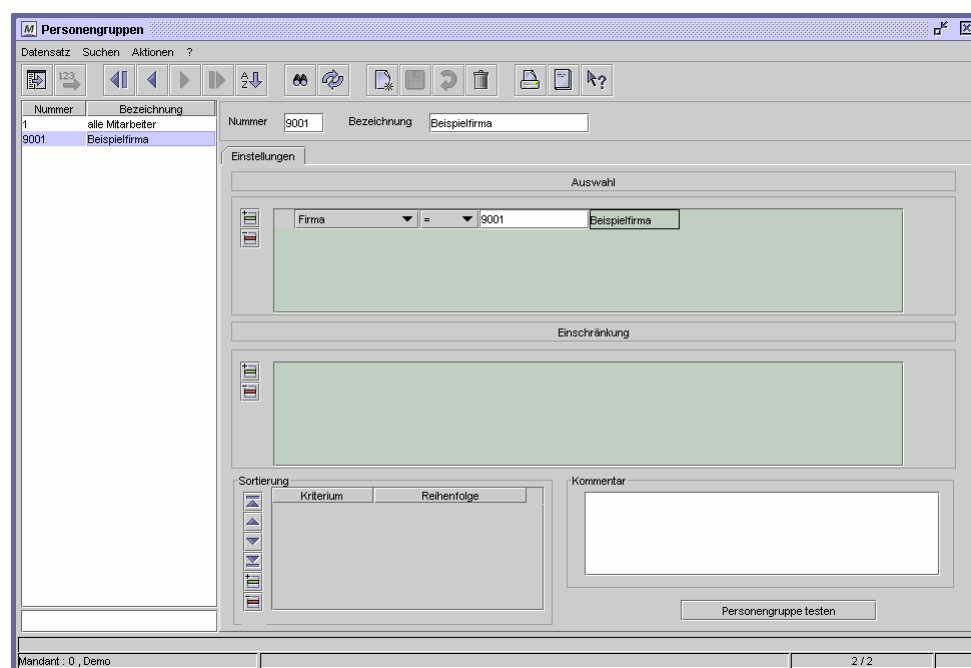 M Personengruppen
Datensatz Suchen Aktionen ?
123 A Z ?
Nummer Bezeichnung
1 alle Mitarbeiter
9001 Beispielfirma
Nummer 9001 Bezeichnung Beispielfirma
Einstellungen
Auswahl
Firma = 9001 Beispielfirma
Einschränkung
Sortierung
Kriterium Reihenfolge
Kommentar
Personengruppe testen
Mandant : 0 , Demo 2 / 2